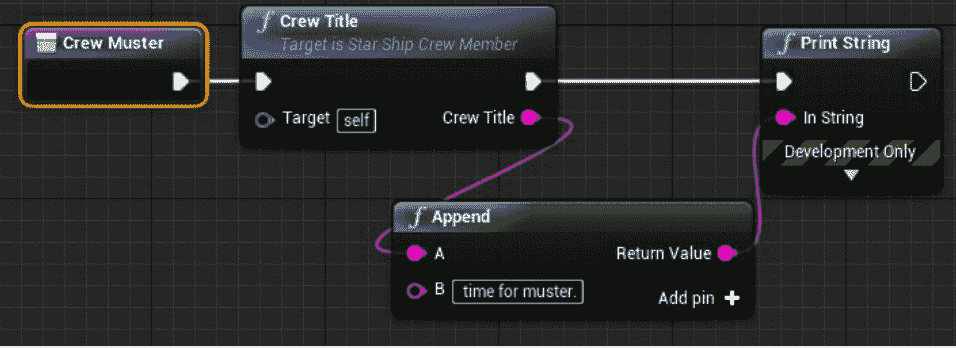 Crew Muster
f Crew Title
Target is Star Ship Crew Member
Target self
Crew Title
f Print String
In String
Development Only
f Append
A
Return Value
B time for muster.
Add pin +